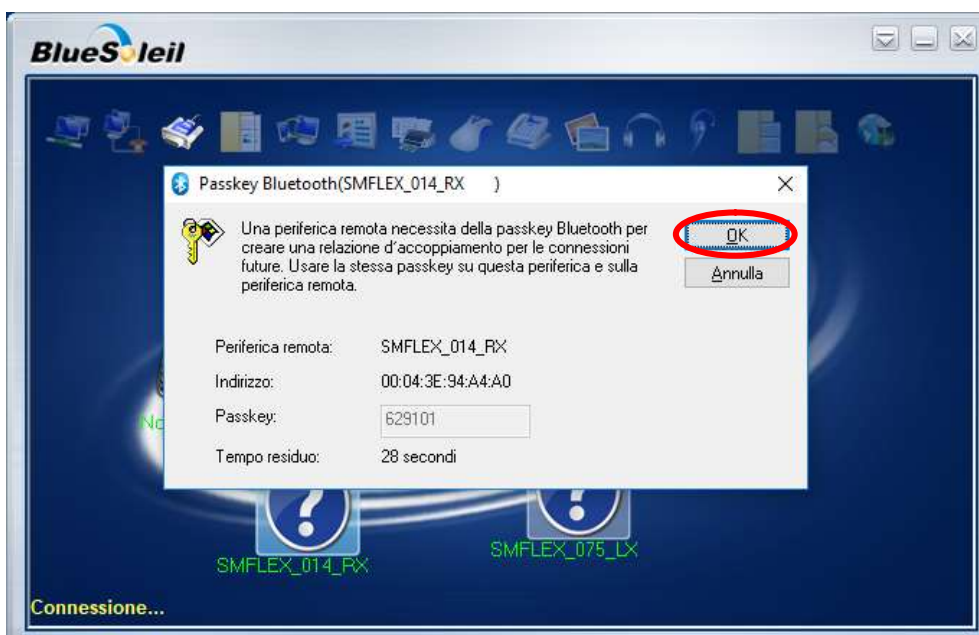 BlueSoleil
Passkey Bluetooth(SMFLEX_014_RX )
Una periferica remota necessita della passkey Bluetooth per
creare una relazione d'accoppiamento per le connessioni
future. Usare la stessa passkey su questa periferica e sulla
periferica remota.
OK
Annulla
Periferica remota: SMFLEX_014_RX
Indirizzo: 00:04:3E:94:A4:A0
Passkey: 629101
Tempo residuo: 28 secondi
No
SMFLEX_014_RX
SMFLEX_075_LX
Connessione...